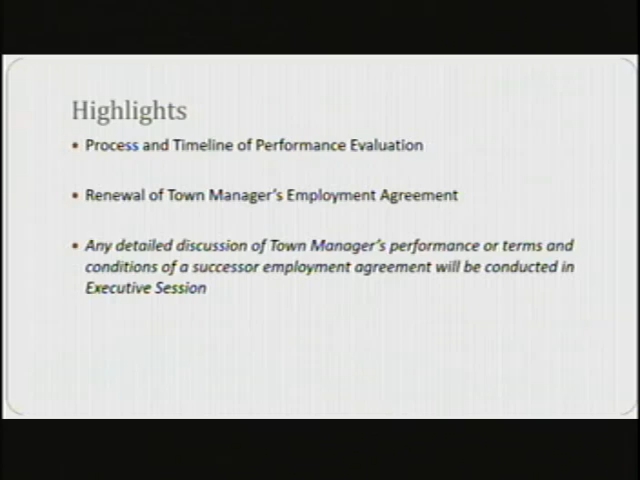 Highlights
• Process and Timeline of Performance Evaluation
• Renewal of Town Manager's Employment Agreement
• Any detailed discussion of Town Manager's performance or terms and
conditions of a successor employment agreement will be conducted in
Executive Session